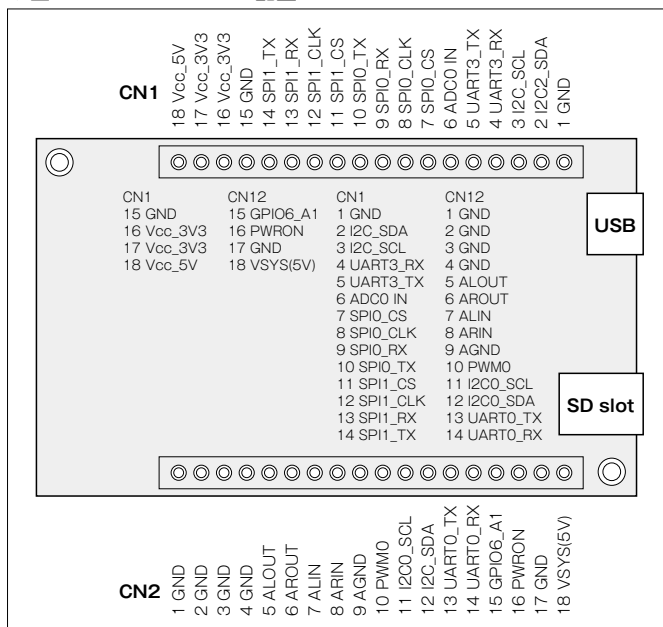 CN1
18 Vcc_5V
17 Vcc_3V3
16 Vcc_3V3
15 GND
14 SPI1_TX
13 SPI1_RX
12 SPI1_CLK
11 SPI1_CS
10 SPI0_TX
9 SPI0_RX
8 SPI0_CLK
7 SPI0_CS
6 ADC0 IN
5 UART3_TX
4 UART3_RX
3 I2C_SCL
2 I2C2_SDA
1 GND
CN1
15 GND
16 Vcc_3V3
17 Vcc_3V3
18 Vcc_5V
CN12
15 GPIO6_A1
16 PWRON
17 GND
18 VSYS(5V)
CN1
1 GND
2 I2C_SDA
3 I2C_SCL
4 UART3_RX
5 UART3_TX
6 ADC0 IN
7 SPI0_CS
8 SPI0_CLK
9 SPI0_RX
10 SPI0_TX
11 SPI1_CS
12 SPI1_CLK
13 SPI1_RX
14 SPI1_TX
CN12
1 GND
2 GND
3 GND
4 GND
5 ALOUT
6 AROUT
7 ALIN
8 ARIN
9 AGND
10 PWM0
11 I2C0_SCL
12 I2C0_SDA
13 UART0_TX
14 UART0_RX
USB
SD slot
CN2
1 GND
2 GND
3 GND
4 GND
5 ALOUT
6 AROUT
7 ALIN
8 ARIN
9 AGND
10 PWM0
11 I2C0_SCL
12 I2C_SDA
13 UART0_TX
14 UART0_RX
15 GPIO6_A1
16 PWRON
17 GND
18 VSYS(5V)